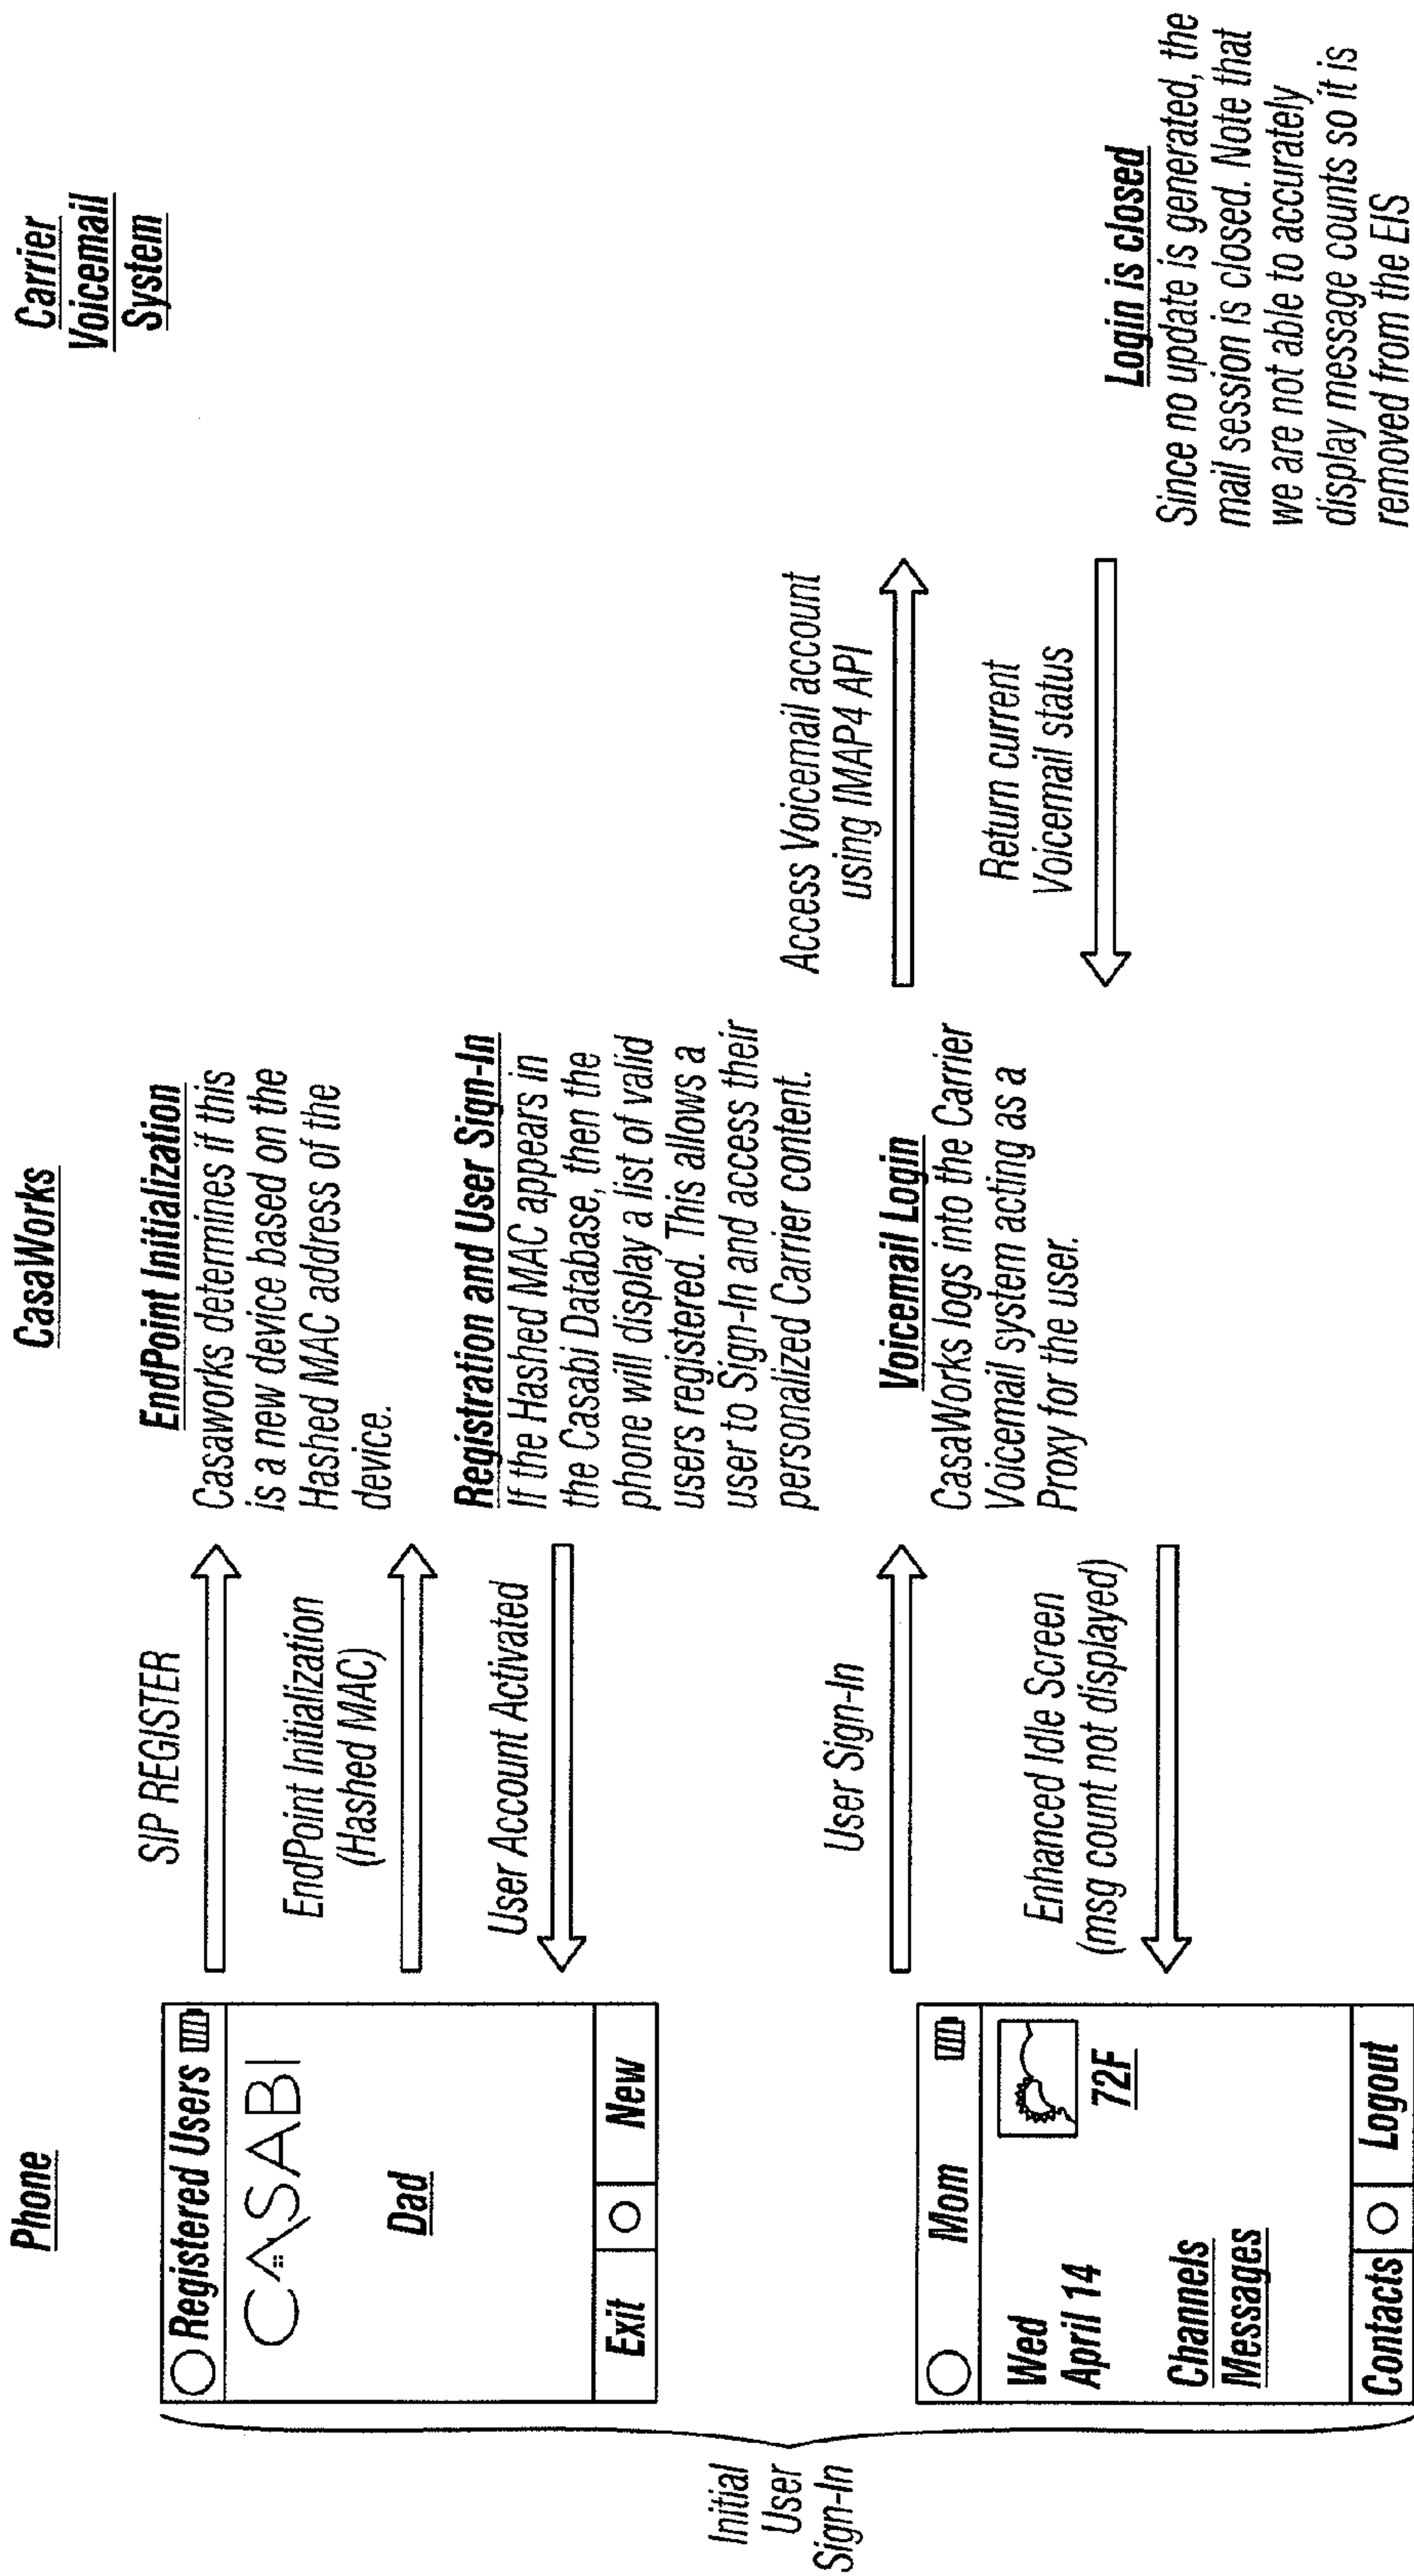 Phone
CasaWorks
Carrier
Voicemail
System
Initial
User
Sign-In
Registered Users
CASABI
Dad
Exit
New
SIP REGISTER
EndPoint Initialization
(Hashed MAC)
User Account Activated
EndPoint Initialization
Casaworks determines if this
is a new device based on the
Hashed MAC address of the
device.
Registration and User Sign-In
If the Hashed MAC appears in
the Casabi Database, then the
phone will display a list of valid
users registered. This allows a
user to Sign-In and access their
personalized Carrier content.
Mom
Wed
April 14
72F
Channels
Messages
Contacts
Logout
User Sign-In
Enhanced Idle Screen
(msg count not displayed)
Voicemail Login
CasaWorks logs into the Carrier
Voicemail system acting as a
Proxy for the user.
Access Voicemail account
using IMAP4 API
Return current
Voicemail status
Login is closed
Since no update is generated, the
mail session is closed. Note that
we are not able to accurately
display message counts so it is
removed from the EIS